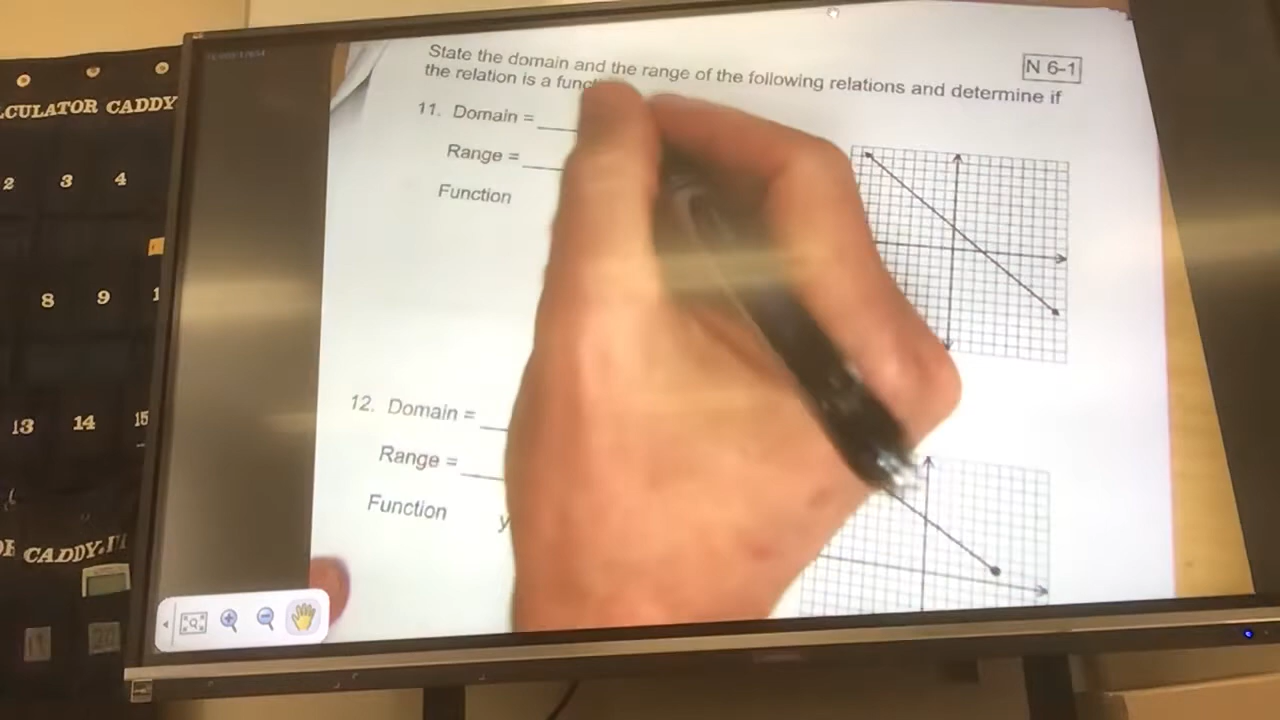 State the domain and the range of the following relations and determine if
the relation is a func
N 6-1
11. Domain =
Range =
Function
12. Domain =
Range =
Function y
CULATOR CADDY
2 3 4
8 9 1
13 14 15
CADDY